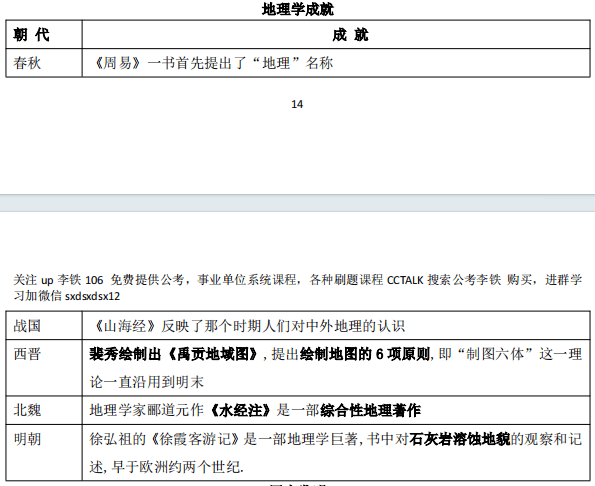 地理学成就
朝 代 成 就
春秋 《周易》一书首先提出了“地理”名称
14
关注 up 李铁 106 免费提供公考，事业单位系统课程，各种刷题课程 CCTALK 搜索公考李铁 购买，进群学
习加微信 sxdsxdsx12
战国 《山海经》反映了那个时期人们对中外地理的认识
西晋 裴秀绘制出《禹贡地域图》,提出绘制地图的 6 项原则,即“制图六体”这一理
论一直沿用到明末
北魏 地理学家郦道元作《水经注》是一部综合性地理著作
明朝 徐弘祖的《徐霞客游记》是一部地理学巨著,书中对石灰岩溶蚀地貌的观察和记
述,早于欧洲约两个世纪.